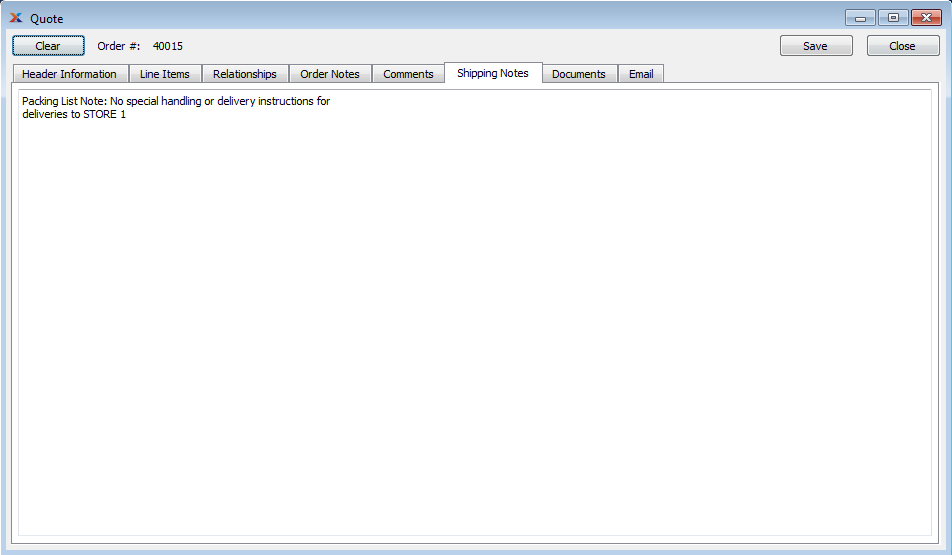 Quote
Clear Order #: 40015 Save Close
Header Information Line Items Relationships Order Notes Comments Shipping Notes Documents Email
Packing List Note: No special handling or delivery instructions for
deliveries to STORE 1